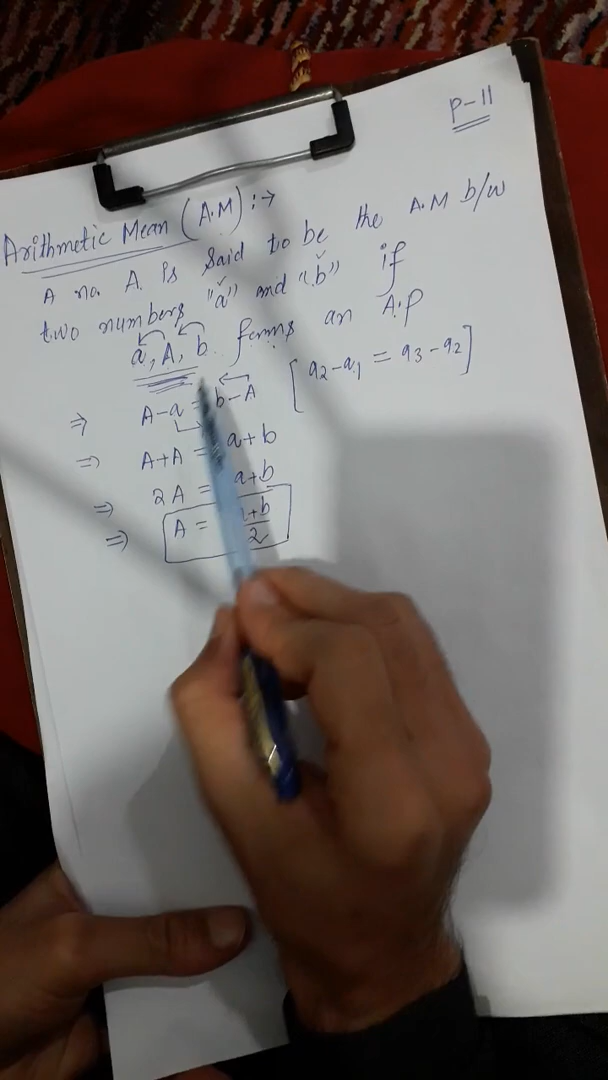 P-11
Arithmetic Mean (A.M) :→
A no. A is said to be the A.M b/w
two numbers "a" and "b" if
a, A, b forms an A.P
⇒ A-a = b-A [a2-a1 = a3-a2]
⇒ A+A = a+b
⇒ 2A = a+b
⇒ A = +b/2